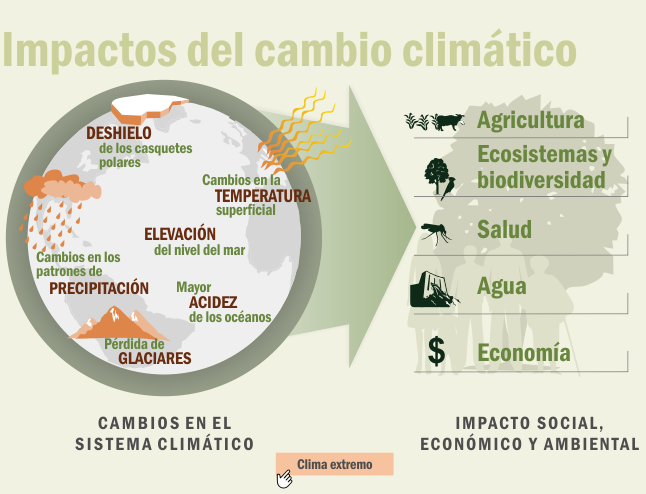 Impactos del cambio climático
DESHIELO
de los casquetes
polares
Cambios en la
TEMPERATURA
superficial
ELEVACIÓN
del nivel del mar
Cambios en los
patrones de
PRECIPITACIÓN
Mayor
ACIDEZ
de los océanos
Pérdida de
GLACIARES
Agricultura
Ecosistemas y
biodiversidad
Salud
Agua
$
Economía
CAMBIOS EN EL
SISTEMA CLIMÁTICO
IMPACTO SOCIAL,
ECONÓMICO Y AMBIENTAL
Clima extremo